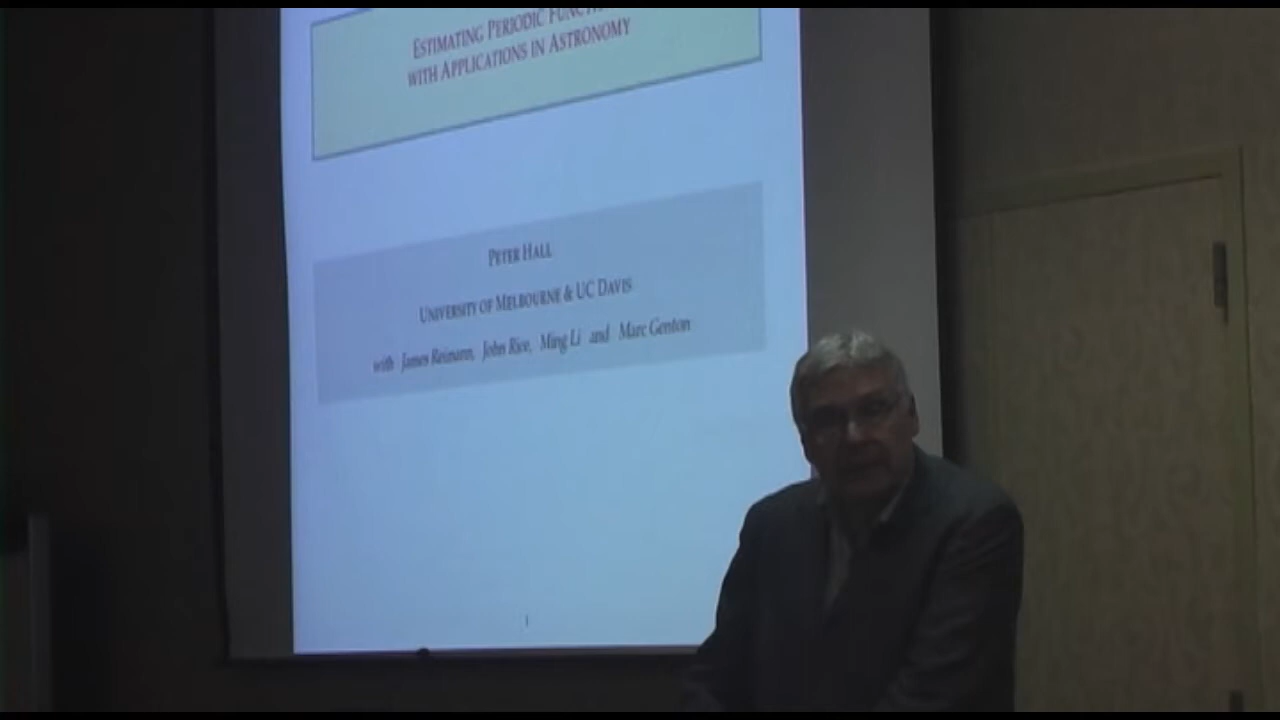 ESTIMATING PERIODIC
WITH APPLICATIONS IN ASTRONOMY
PETER HALL
UNIVERSITY OF MELBOURNE & UC DAVIS
with James Reimann, John Rice, Ming Li and Marc Genton
1